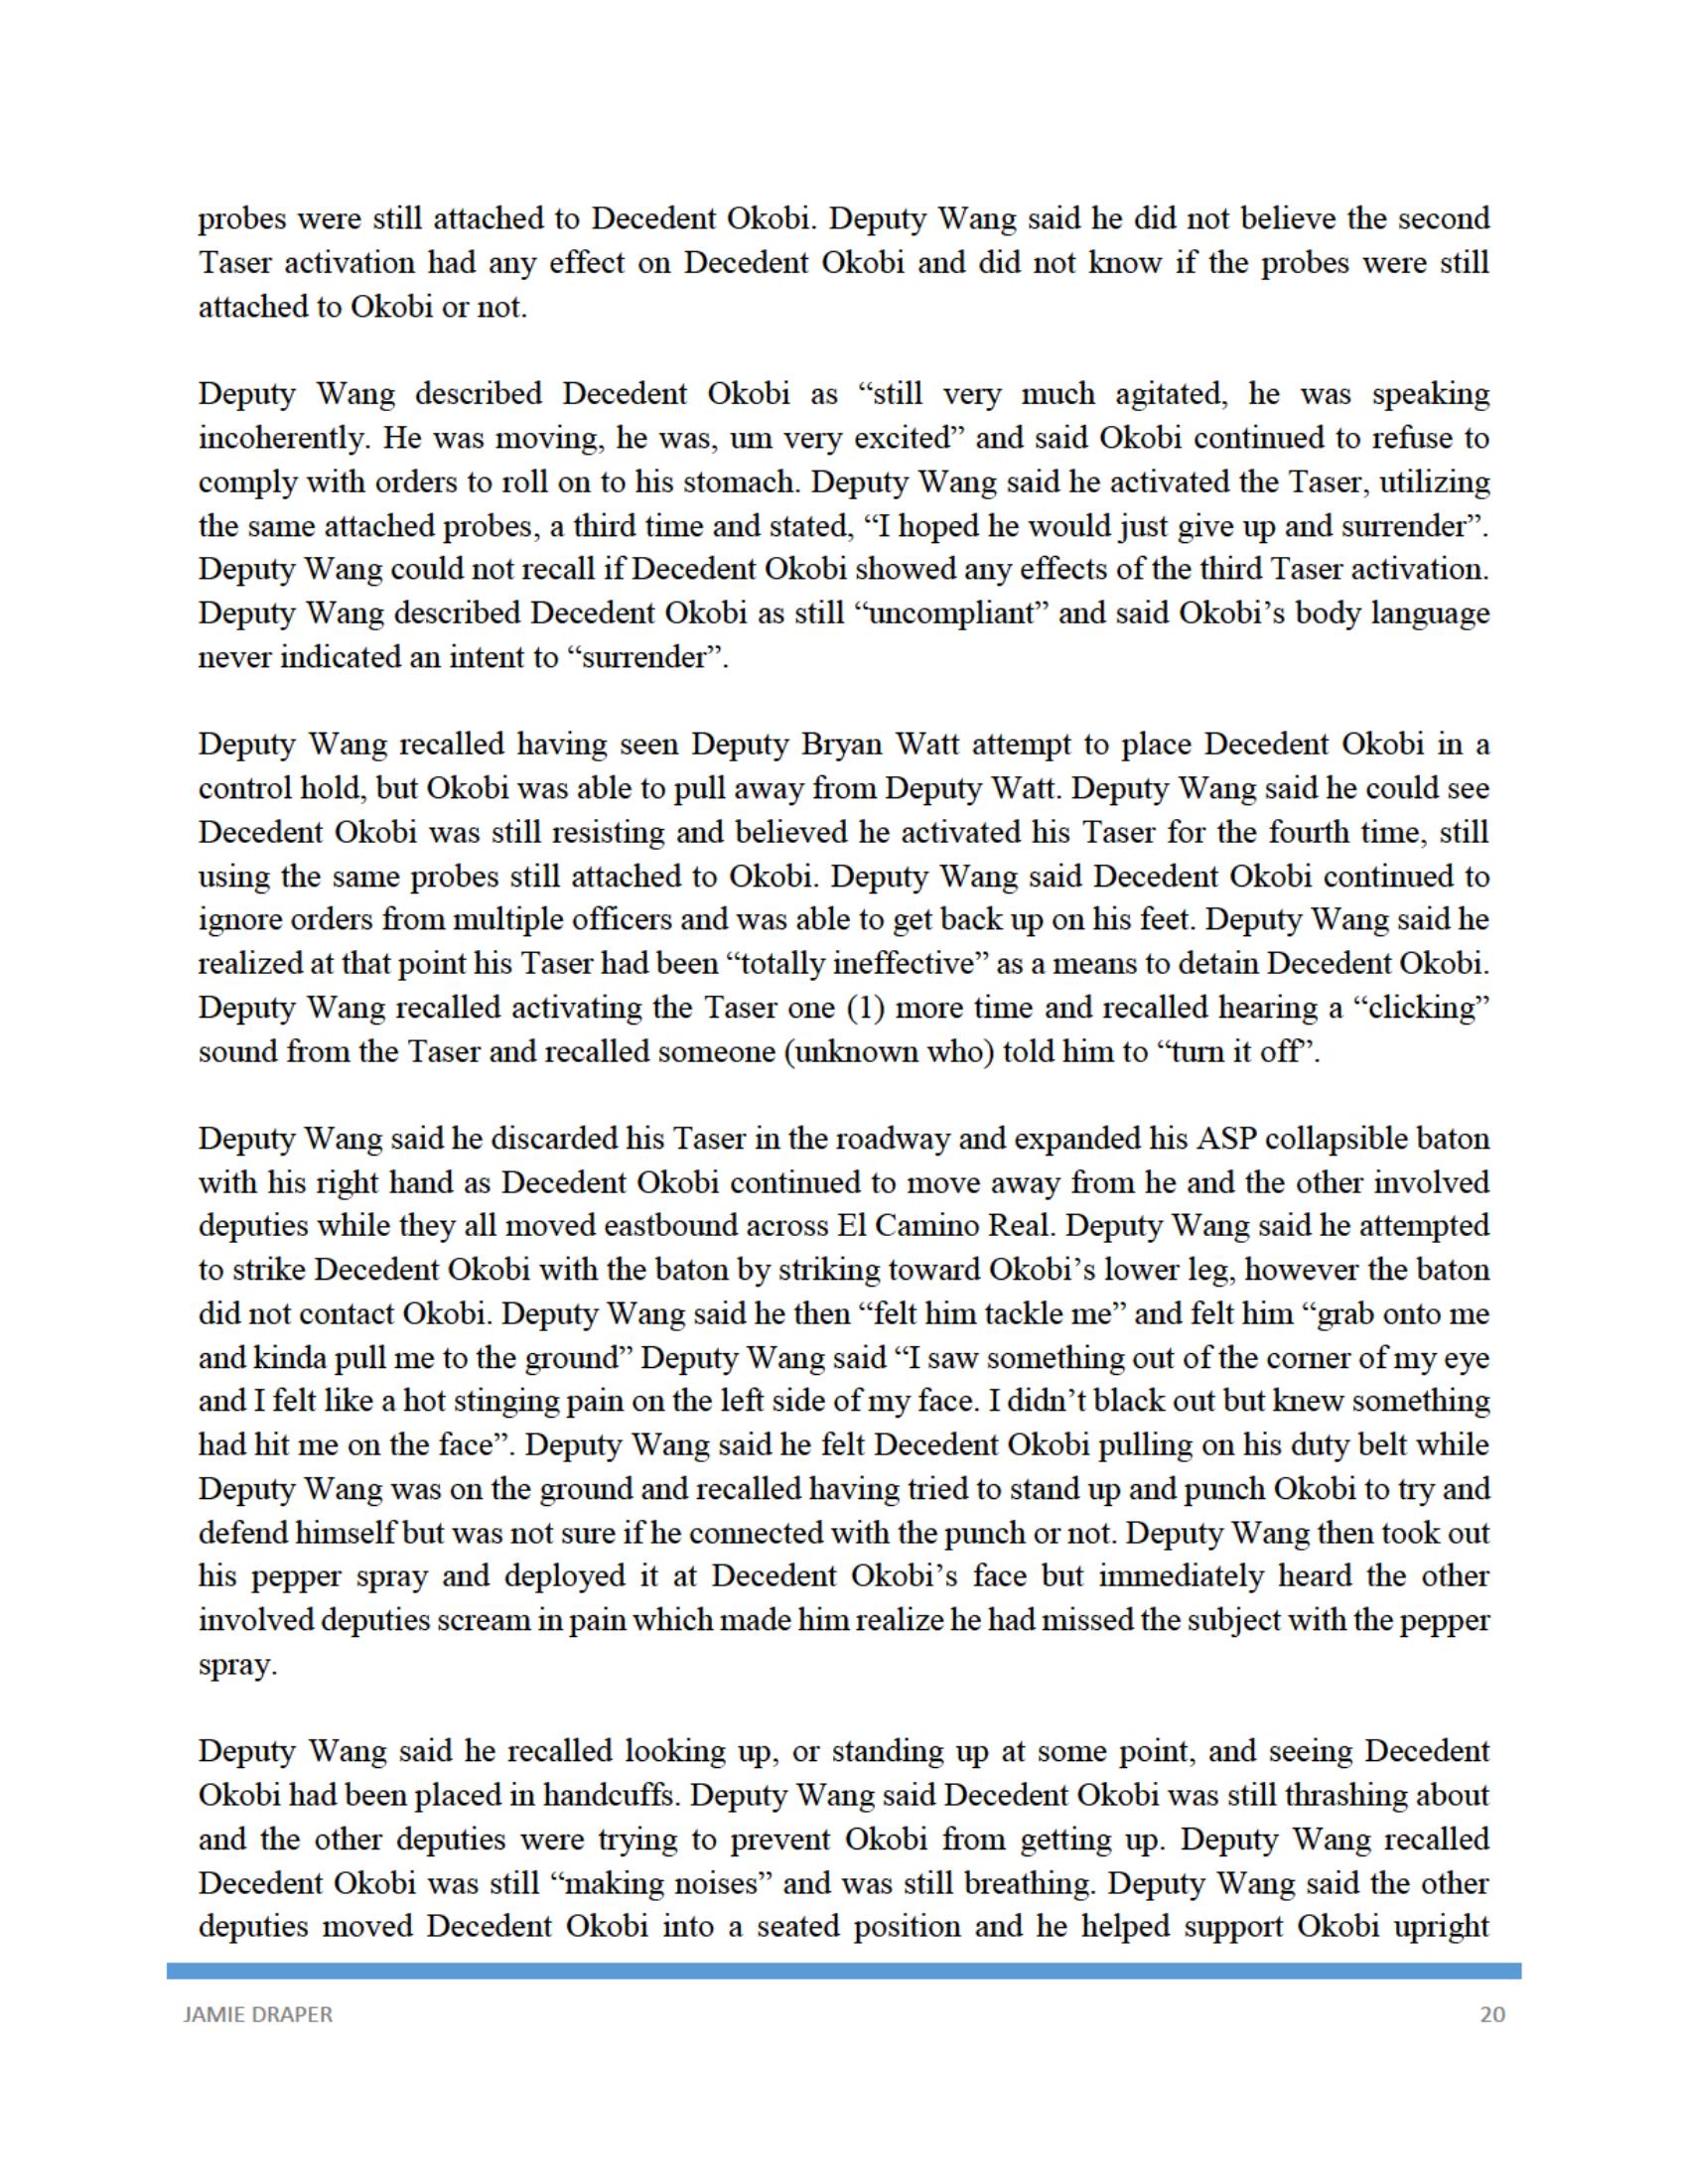 probes were still attached to Decedent Okobi. Deputy Wang said he did not believe the second
Taser activation had any effect on Decedent Okobi and did not know if the probes were still
attached to Okobi or not.
Deputy Wang described Decedent Okobi as “still very much agitated, he was speaking
incoherently. He was moving, he was, um very excited” and said Okobi continued to refuse to
comply with orders to roll on to his stomach. Deputy Wang said he activated the Taser, utilizing
the same attached probes, a third time and stated, “I hoped he would just give up and surrender”.
Deputy Wang could not recall if Decedent Okobi showed any effects of the third Taser activation.
Deputy Wang described Decedent Okobi as still “uncompliant” and said Okobi’s body language
never indicated an intent to “surrender”.
Deputy Wang recalled having seen Deputy Bryan Watt attempt to place Decedent Okobi in a
control hold, but Okobi was able to pull away from Deputy Watt. Deputy Wang said he could see
Decedent Okobi was still resisting and believed he activated his Taser for the fourth time, still
using the same probes still attached to Okobi. Deputy Wang said Decedent Okobi continued to
ignore orders from multiple officers and was able to get back up on his feet. Deputy Wang said he
realized at that point his Taser had been “totally ineffective” as a means to detain Decedent Okobi.
Deputy Wang recalled activating the Taser one (1) more time and recalled hearing a “clicking”
sound from the Taser and recalled someone (unknown who) told him to “turn it off”.
Deputy Wang said he discarded his Taser in the roadway and expanded his ASP collapsible baton
with his right hand as Decedent Okobi continued to move away from he and the other involved
deputies while they all moved eastbound across El Camino Real. Deputy Wang said he attempted
to strike Decedent Okobi with the baton by striking toward Okobi’s lower leg, however the baton
did not contact Okobi. Deputy Wang said he then “felt him tackle me” and felt him “grab onto me
and kinda pull me to the ground” Deputy Wang said “I saw something out of the corner of my eye
and I felt like a hot stinging pain on the left side of my face. I didn’t black out but knew something
had hit me on the face”. Deputy Wang said he felt Decedent Okobi pulling on his duty belt while
Deputy Wang was on the ground and recalled having tried to stand up and punch Okobi to try and
defend himself but was not sure if he connected with the punch or not. Deputy Wang then took out
his pepper spray and deployed it at Decedent Okobi’s face but immediately heard the other
involved deputies scream in pain which made him realize he had missed the subject with the pepper
spray.
Deputy Wang said he recalled looking up, or standing up at some point, and seeing Decedent
Okobi had been placed in handcuffs. Deputy Wang said Decedent Okobi was still thrashing about
and the other deputies were trying to prevent Okobi from getting up. Deputy Wang recalled
Decedent Okobi was still “making noises” and was still breathing. Deputy Wang said the other
deputies moved Decedent Okobi into a seated position and he helped support Okobi upright
JAMIE DRAPER
20